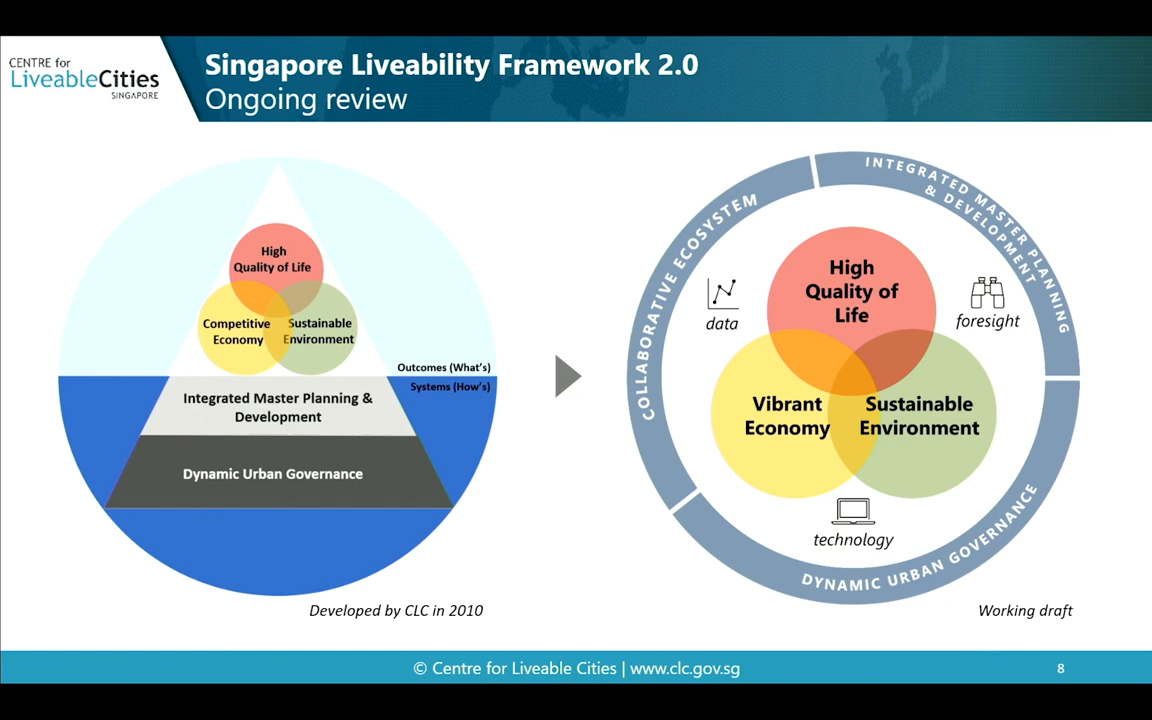 CENTRE for
LiveableCities
SINGAPORE
Singapore Liveability Framework 2.0
Ongoing review
High
Quality of Life
Competitive
Economy
Sustainable
Environment
Outcomes (What's)
Systems (How's)
Integrated Master Planning &
Development
Dynamic Urban Governance
Developed by CLC in 2010
COLLABORATIVE ECOSYSTEM
INTEGRATED MASTER PLANNING
& DEVELOPMENT
DYNAMIC URBAN GOVERNANCE
High
Quality of
Life
data
foresight
Vibrant
Economy
Sustainable
Environment
technology
Working draft
© Centre for Liveable Cities | www.clc.gov.sg
8